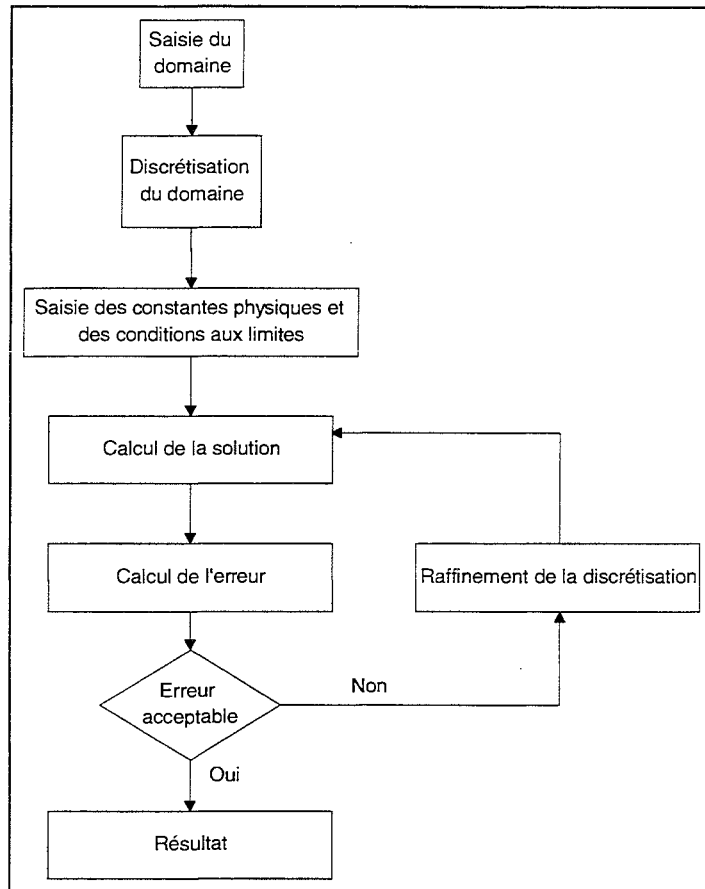 Saisie du
domaine
Discrétisation
du domaine
Saisie des constantes physiques et
des conditions aux limites
Calcul de la solution
Calcul de l'erreur
Raffinement de la discrétisation
Erreur
acceptable
Non
Oui
Résultat